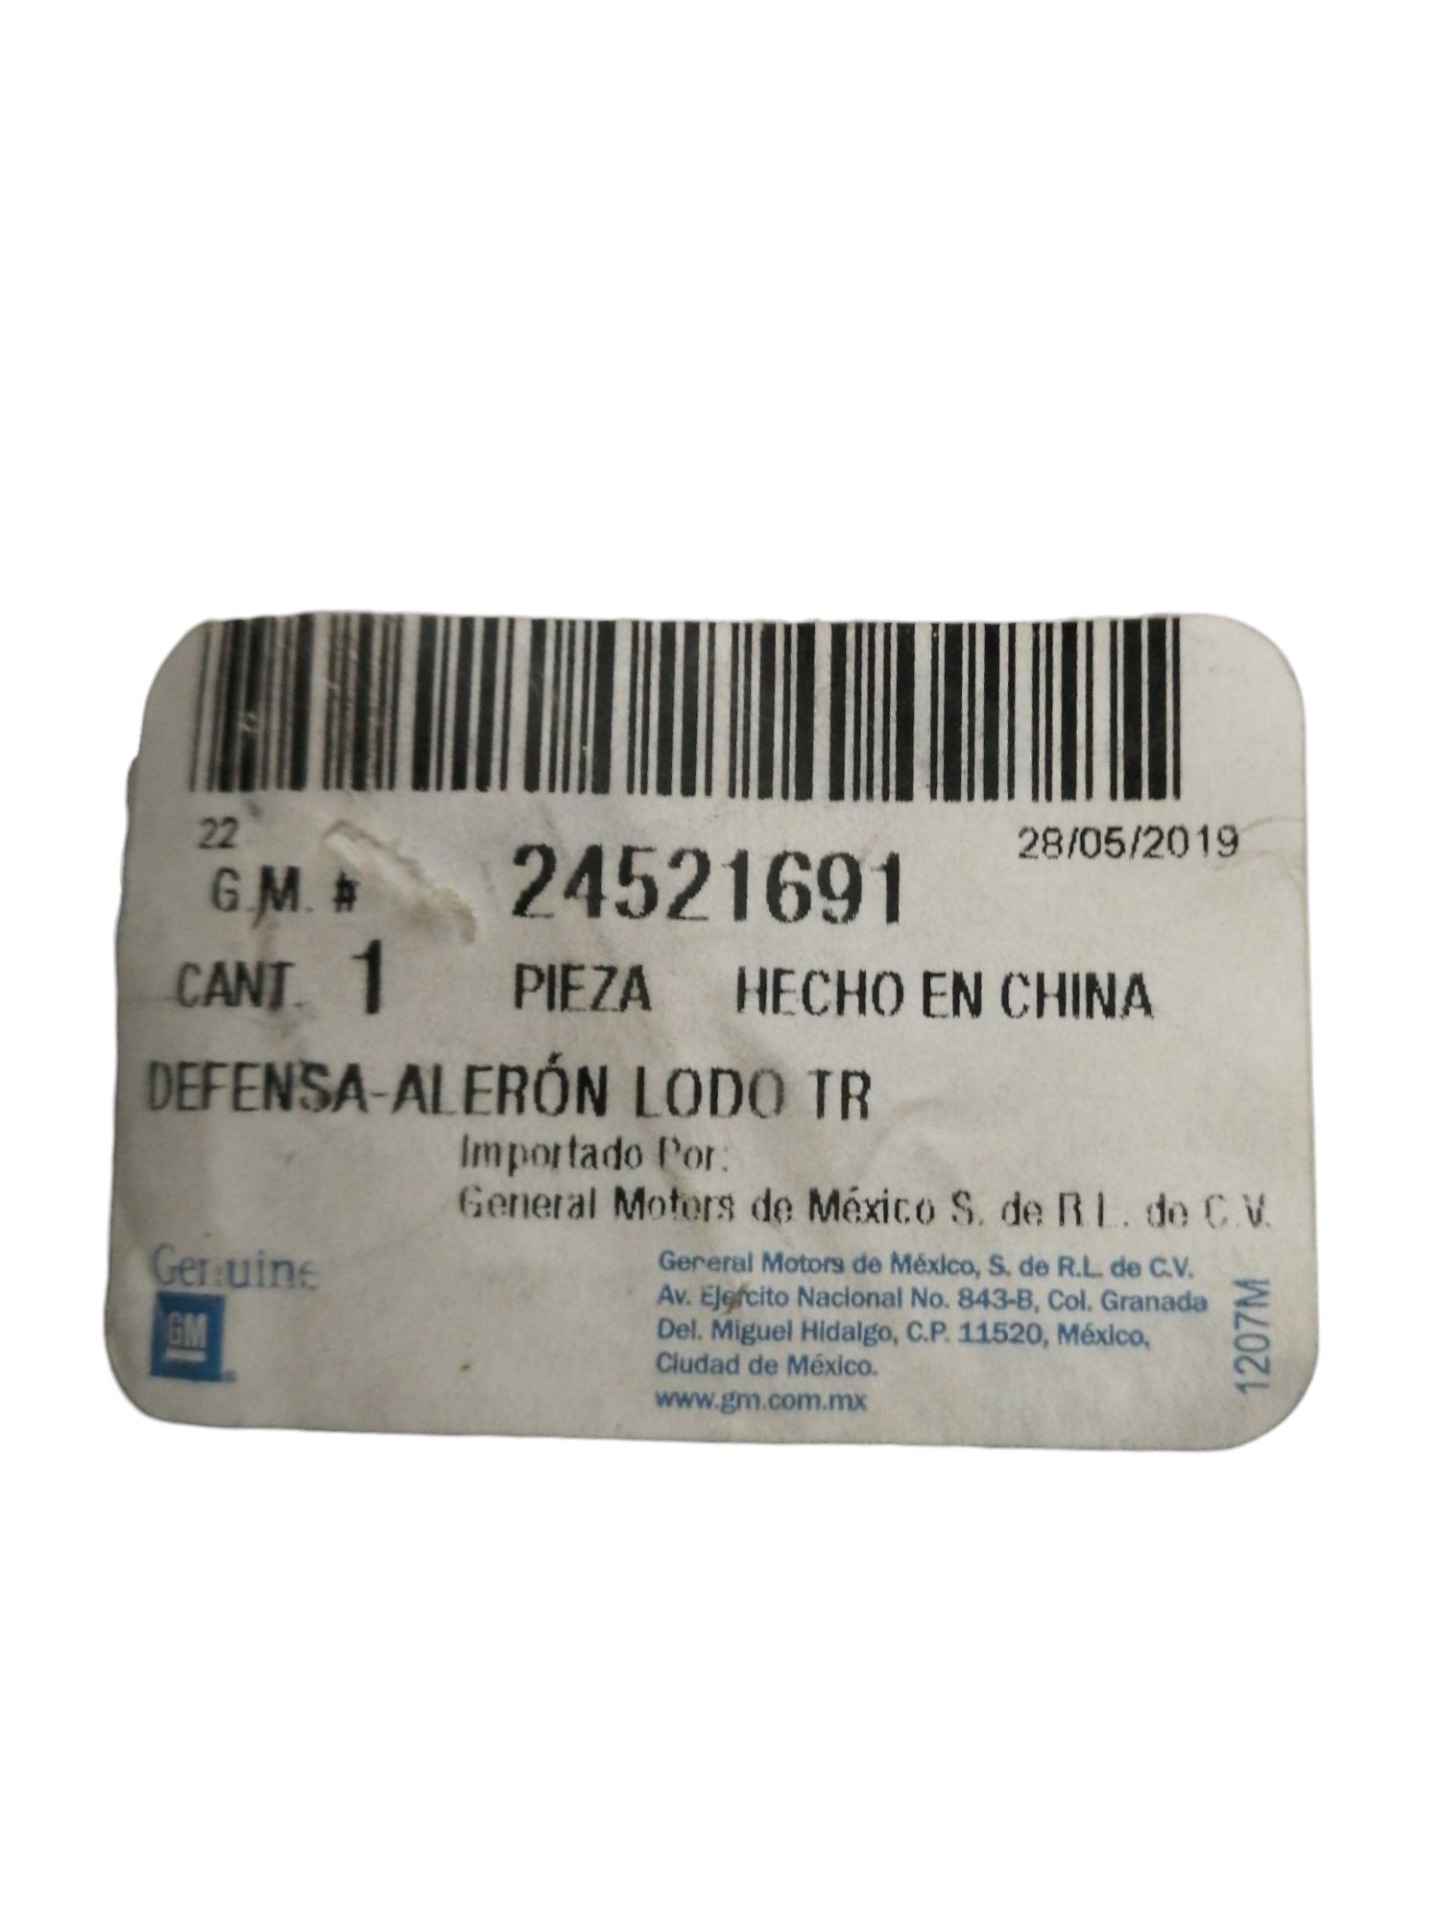 22
28/05/2019
G.M. # 24521691
CANT. 1 PIEZA HECHO EN CHINA
DEFENSA-ALERÓN LODO TR
Importado Por:
General Motors de México S. de R.L. de C.V.
Genuine
GM
General Motors de México, S. de R.L. de C.V.
Av. Ejército Nacional No. 843-B, Col. Granada
Del. Miguel Hidalgo, C.P. 11520, México,
Ciudad de México.
www.gm.com.mx
1207M